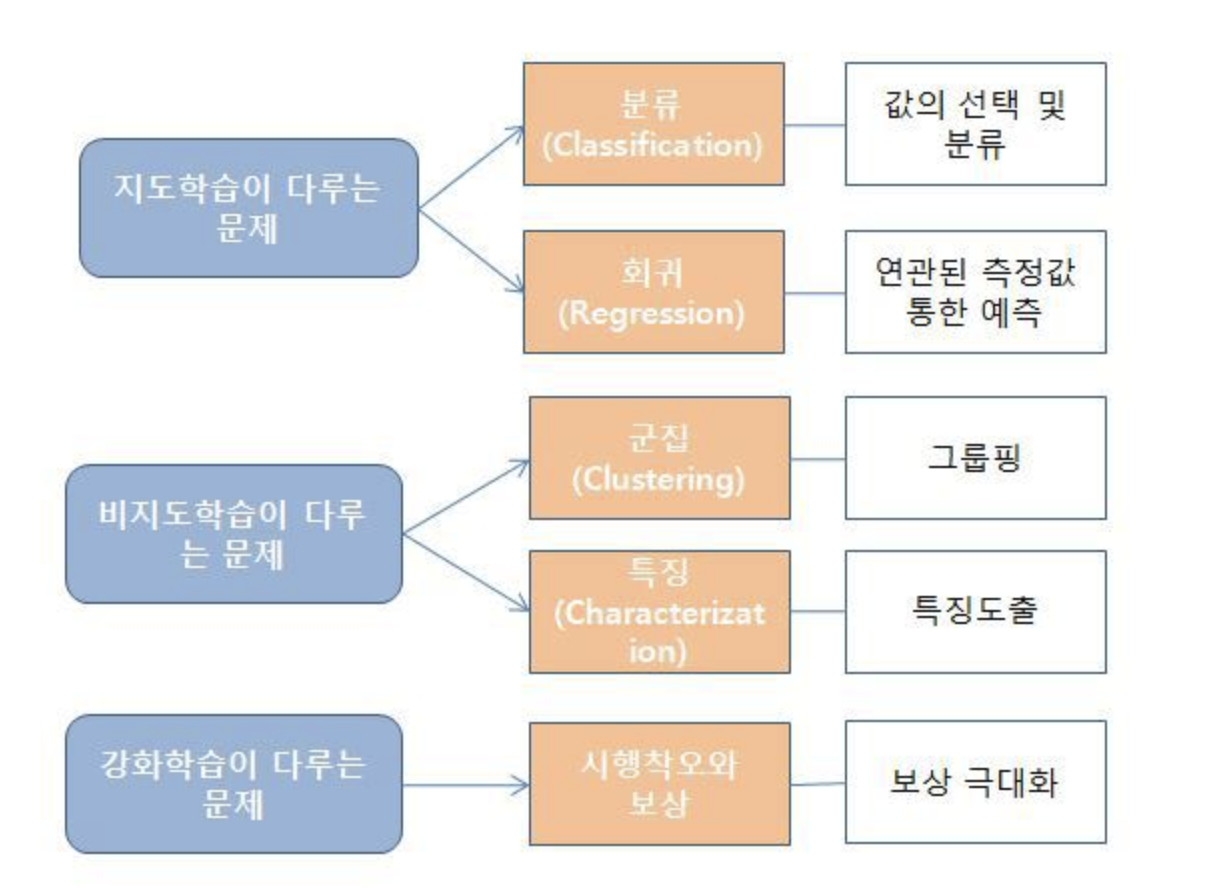 분류
(Classification)
값의 선택 및
분류
지도학습이 다루는
문제
회귀
(Regression)
연관된 측정값
통한 예측
군집
(Clustering)
그룹핑
비지도학습이 다루
는 문제
특징
(Characterizat
ion)
특징도출
강화학습이 다루는
문제
시행착오와
보상
보상 극대화